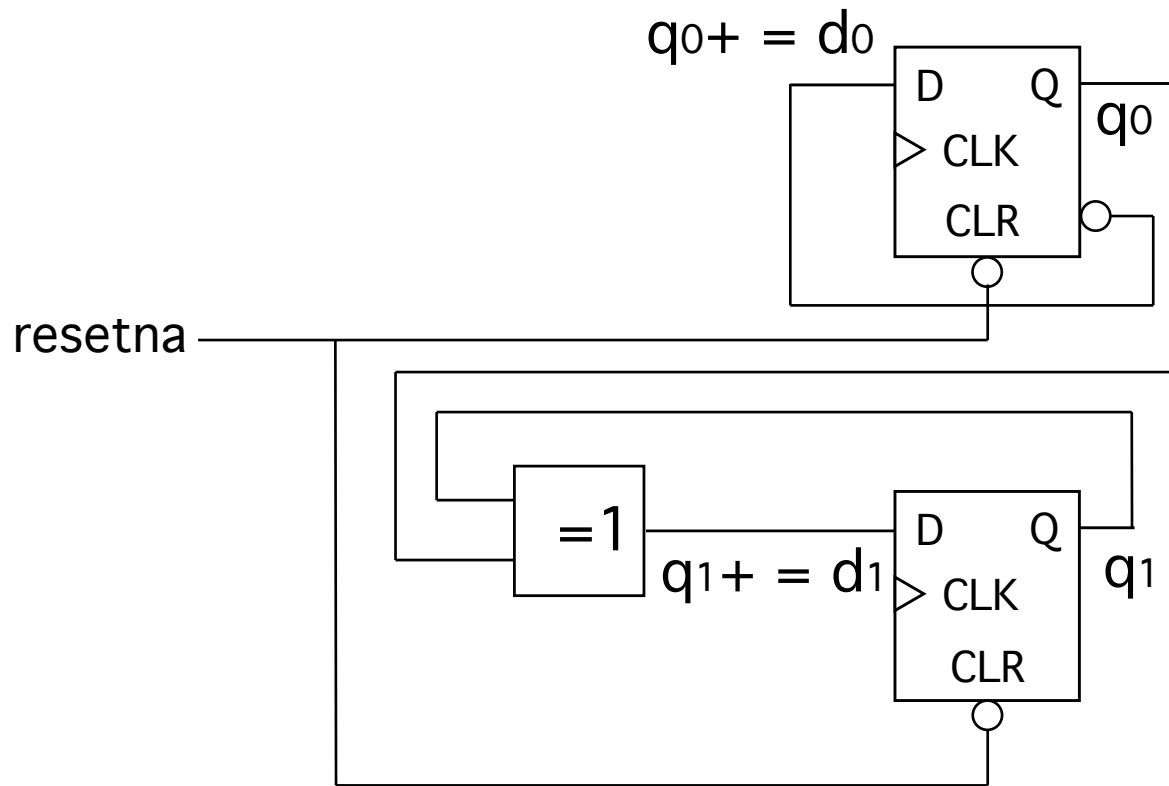 q0+ = d0
D Q
q0
CLK
CLR
resetna
=1
D Q
q1+ = d1
q1
CLK
CLR